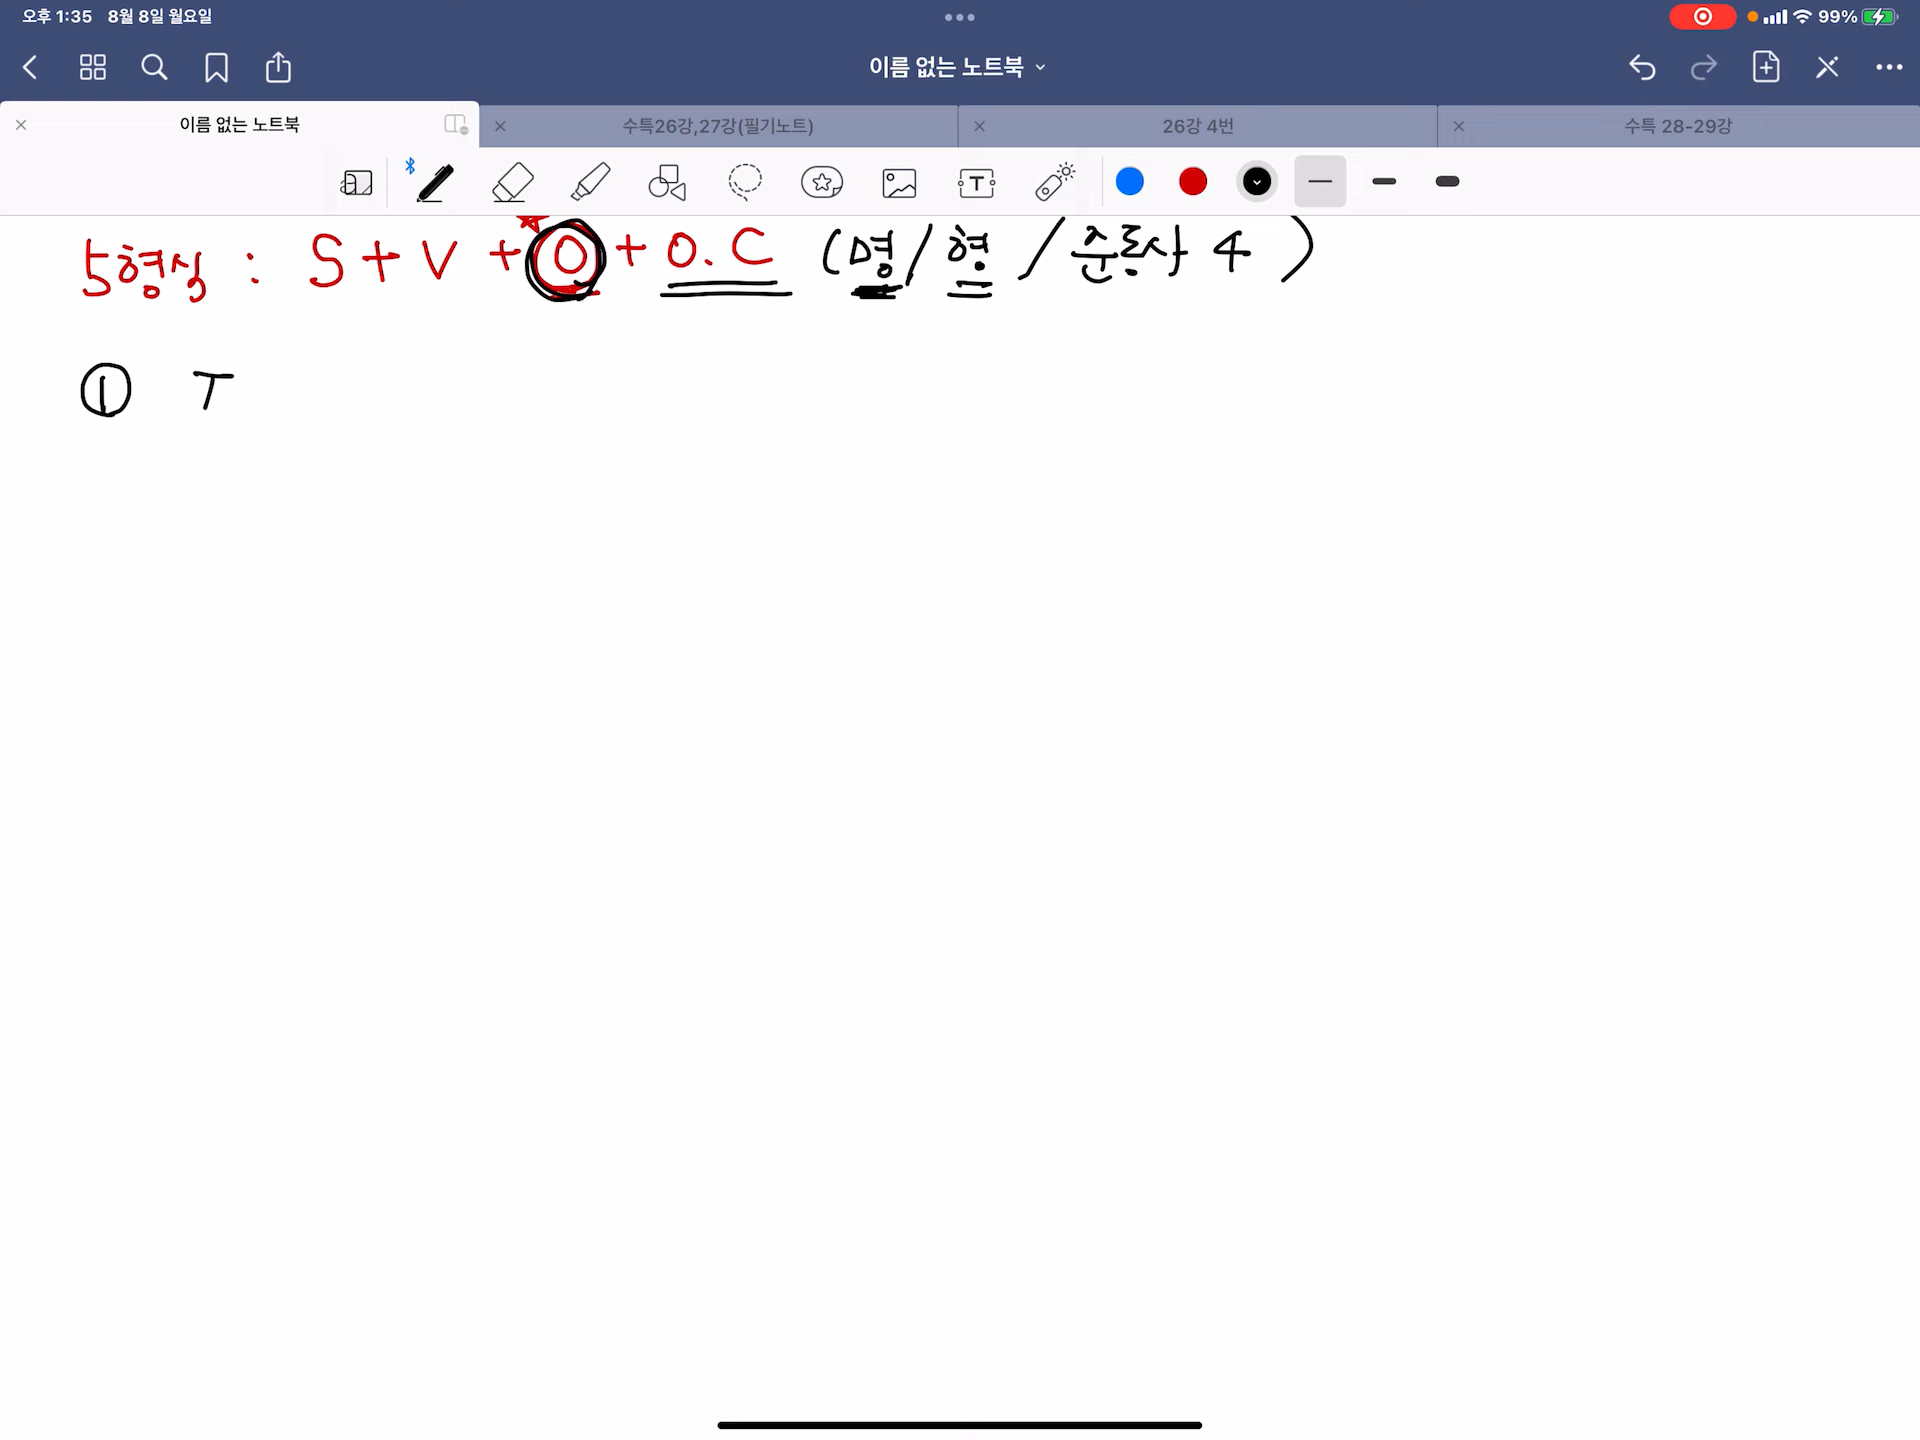 오후 1:35 8월 8일 월요일 99%
이름 없는 노트북
이름 없는 노트북 수특26강,27강(필기노트) 26강 4번 수특 28-29강
5형식 : S + V + O + O.C (명/형/준동사 4)
① T